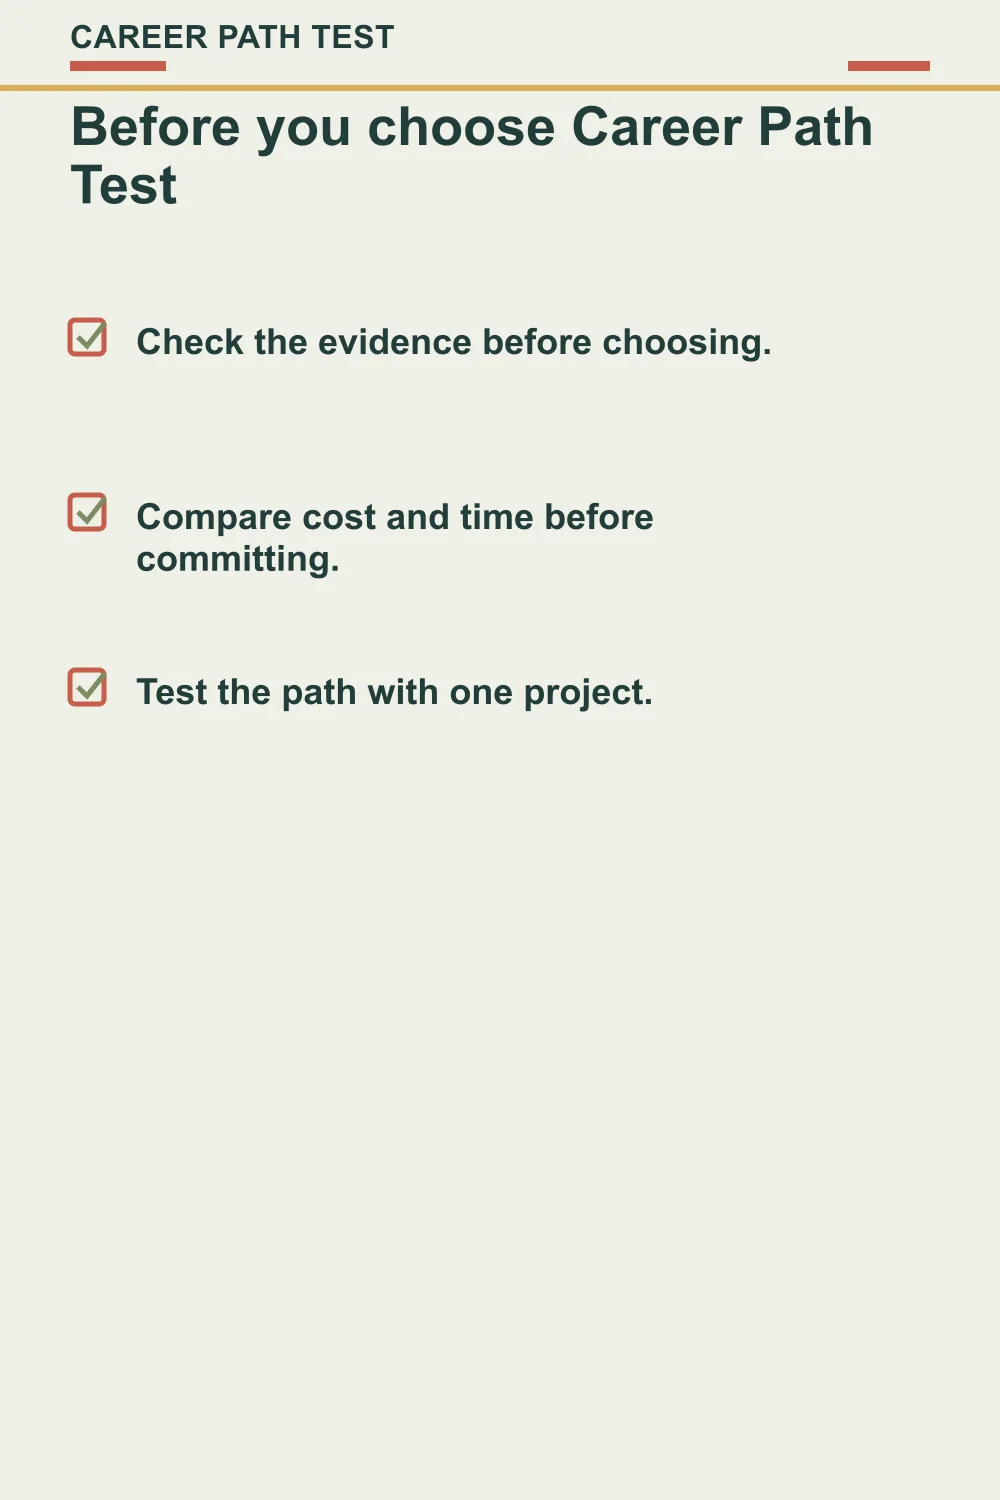 CAREER PATH TEST
Before you choose Career Path
Test
Check the evidence before choosing.
Compare cost and time before
committing.
Test the path with one project.